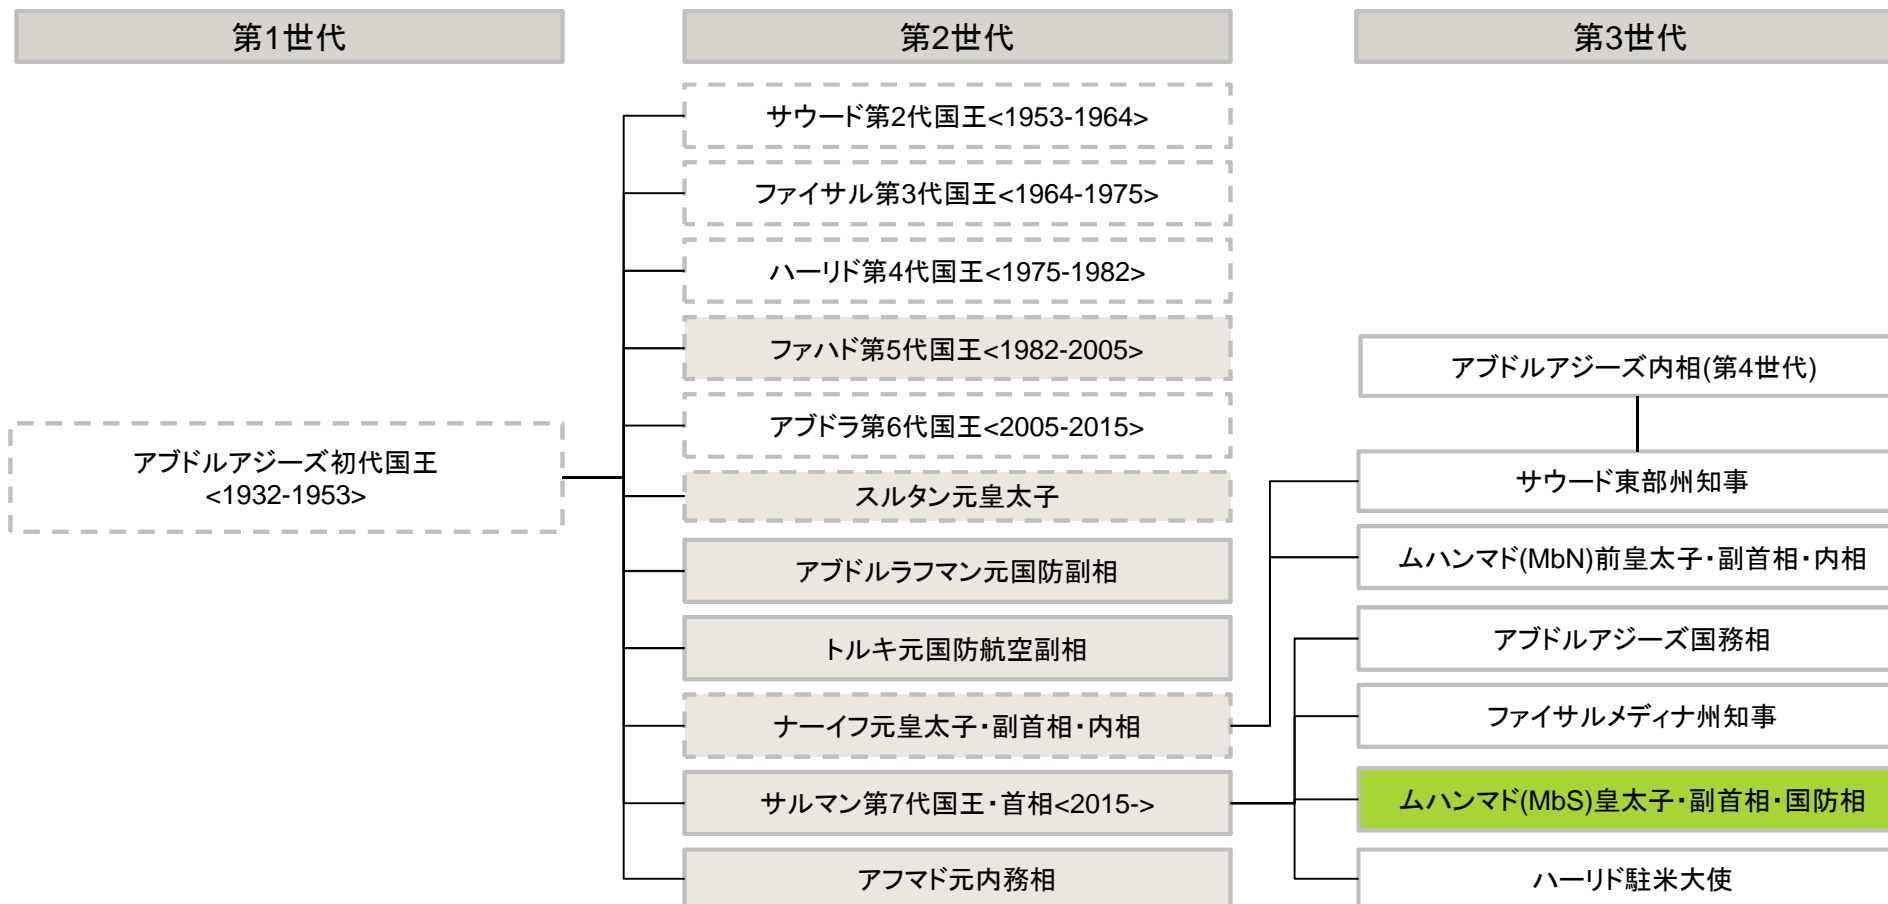 第1世代
第2世代
第3世代
アブドルアジーズ初代国王
<1932-1953>
サウード第2代国王<1953-1964>
ファイサル第3代国王<1964-1975>
ハーリド第4代国王<1975-1982>
ファハド第5代国王<1982-2005>
アブドラ第6代国王<2005-2015>
スルタン元皇太子
アブドルラフマン元国防副相
トルキ元国防航空副相
ナーイフ元皇太子・副首相・内相
サルマン第7代国王・首相<2015->
アフマド元内務相
アブドルアジーズ内相(第4世代)
サウード東部州知事
ムハンマド(MbN)前皇太子・副首相・内相
アブドルアジーズ国務相
ファイサルメディナ州知事
ムハンマド(MbS)皇太子・副首相・国防相
ハーリド駐米大使